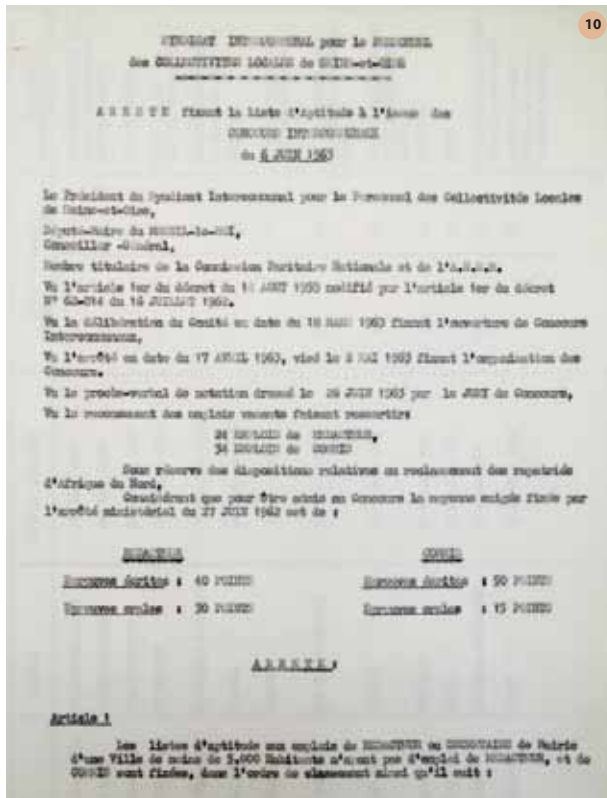 10
SYNDICAT INTERCOMMUNAL pour le PERSONNEL
des COLLECTIVITES LOCALES de SEINE-et-OISE
A R R E T E fixant la liste d'Aptitude à l'issue des
CONCOURS INTERCOMMUNAUX
du 6 JUIN 1963
Le Président du Syndicat Intercommunal pour le Personnel des Collectivités Locales
de Seine-et-Oise,
Député-Maire du MESNIL-le-ROI,
Conseiller -Général,
Membre titulaire de la Commission Paritaire Nationale et de l'
Vu l'article 1er du décret du AOUT modifié par l'article 1er du décret
N° du 16 JUILLET 1962.
Vu la délibération du Comité en date du 18 MARS 1963 fixant l'ouverture de Concours
Intercommunaux,
Vu l'arrêté en date du 17 AVRIL 1963, visé le 8 MAI 1963 fixant l'organisation des
Concours.
Vu le procès-verbal de notation dressé le 26 JUIN 1963 par le JURY de Concours,
Vu le recensement des emplois vacants faisant ressortir:
EMPLOIS de REDACTEUR,
EMPLOIS de COMMIS
Sous réserve des dispositions relatives au reclassement des rapatriés
d'Afrique du Nord,
Considérant que pour être admis au Concours la moyenne exigée fixée par
l'arrêté ministériel du 27 JUIN 1962 est de :
REDACTEUR COMMIS
Epreuves écrites : 40 POINTS Epreuves écrites : 50 POINTS
Epreuves orales : 30 POINTS Epreuves orales : 15 POINTS
A R R E T E :
Article 1
Les listes d'aptitude aux emplois de REDACTEUR ou SECRETAIRE de Mairie
d'une Ville de moins de 5.000 Habitants n'ayant pas d'emploi de REDACTEUR, et de
COMMIS sont fixées, dans l'ordre de classement ainsi qu'il suit :